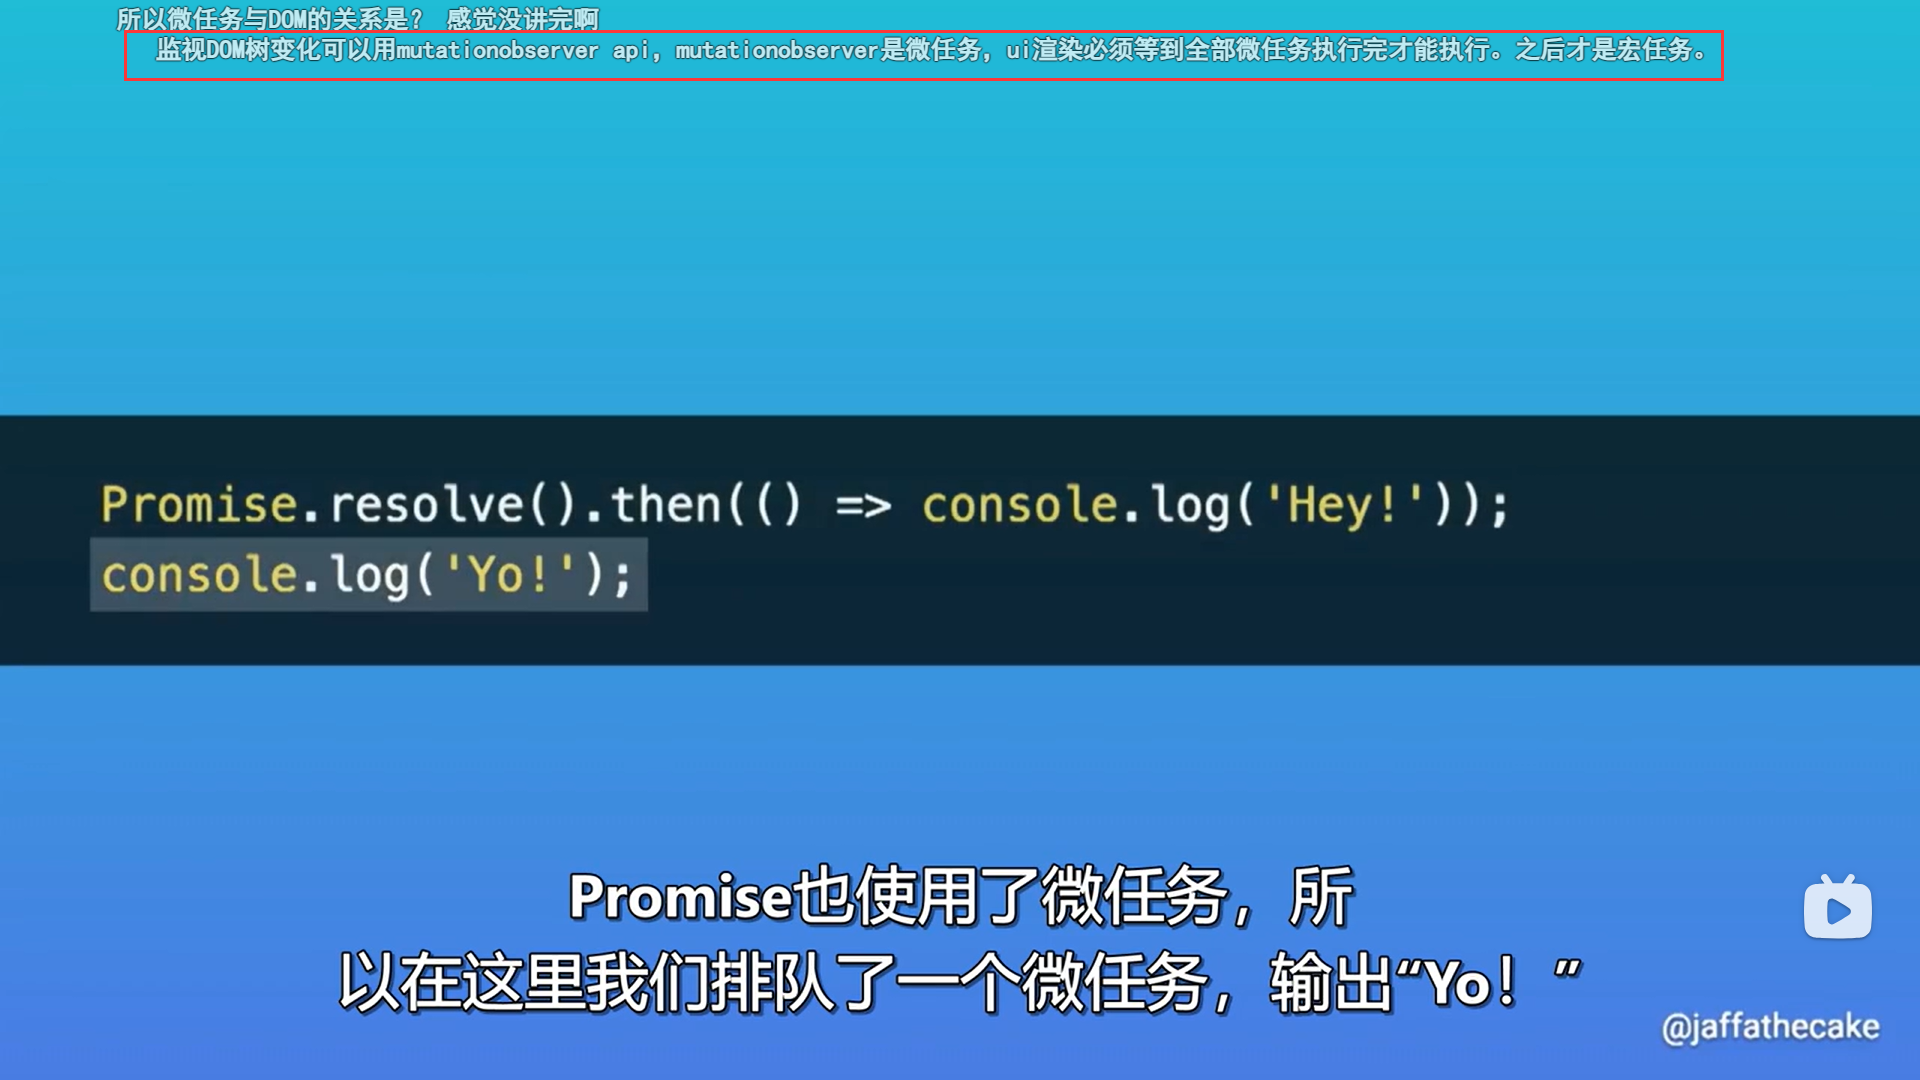 所以微任务与DOM的关系是？ 感觉没讲完啊
监视DOM树变化可以用mutationobserver api，mutationobserver是微任务，ui渲染必须等到全部微任务执行完才能执行。之后才是宏任务。
Promise.resolve().then(() => console.log('Hey!'));
console.log('Yo!');
Promise也使用了微任务，所
以在这里我们排队了一个微任务，输出“Yo！”
@jaffathecake